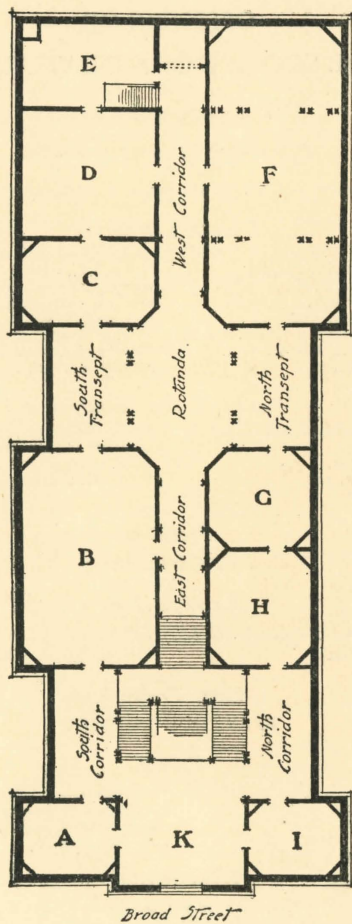 E
D
F
West Corridor
C
South Transept
Rotunda.
North Transept
G
B
East Corridor
H
South Corridor
North Corridor
A
K
I
Broad Street